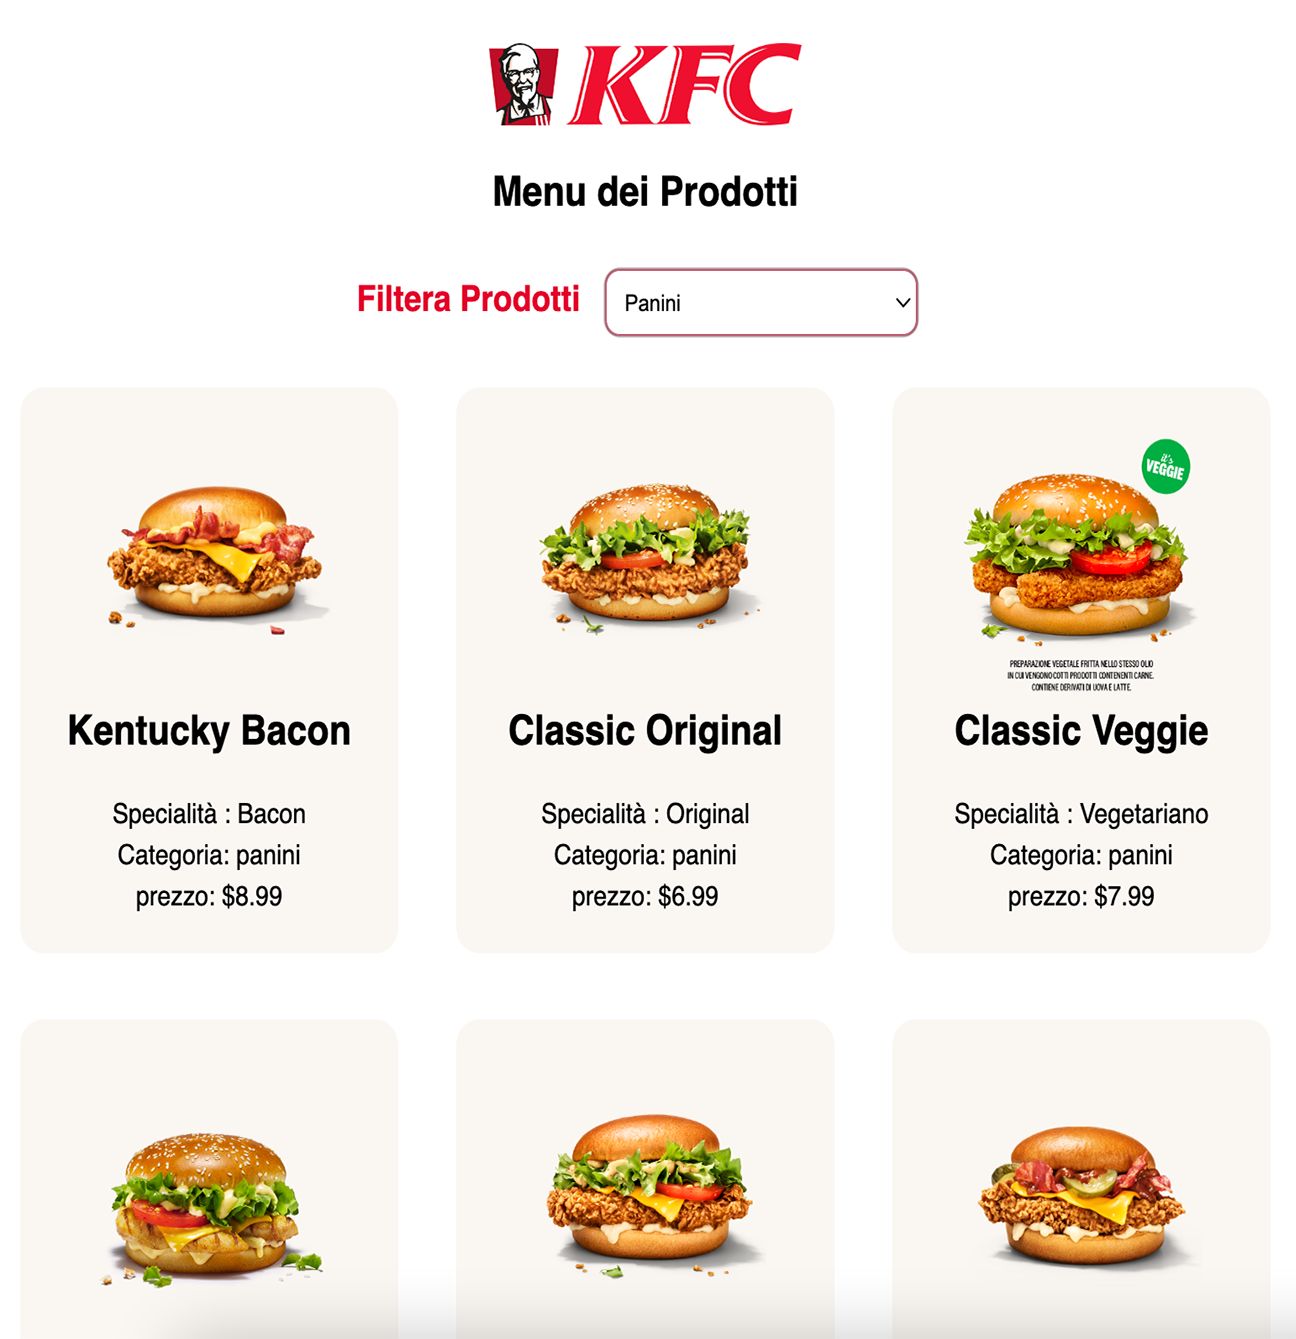 KFC
Menu dei Prodotti
Filtera Prodotti
Panini
it's
VEGGIE
PREPARAZIONE VEGETALE FRITTA NELLO STESSO OLIO
IN CUI VENGONO COTTI PRODOTTI CONTENENTI CARNE.
CONTIENE DERIVATI DI UOVA E LATTE.
Kentucky Bacon
Specialità : Bacon
Categoria: panini
prezzo: $8.99
Classic Original
Specialità : Original
Categoria: panini
prezzo: $6.99
Classic Veggie
Specialità : Vegetariano
Categoria: panini
prezzo: $7.99